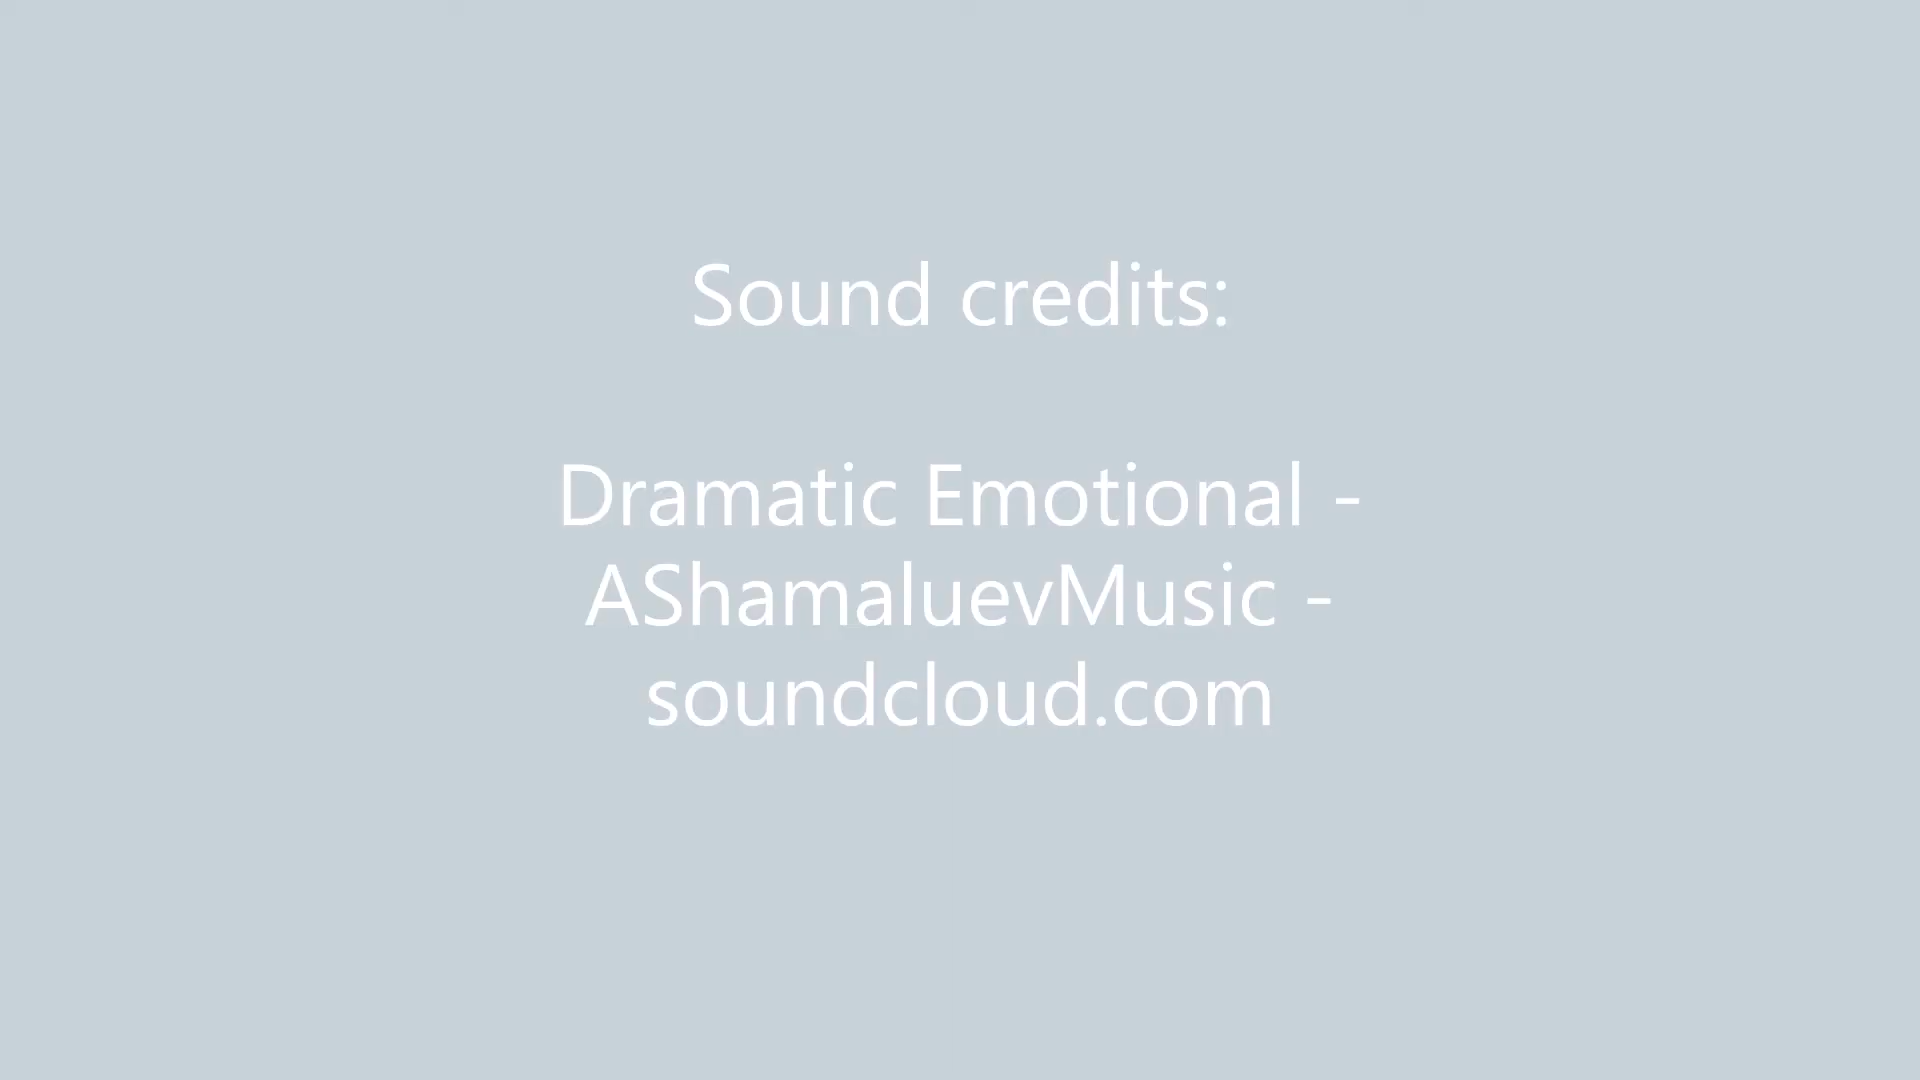 Sound credits:
Dramatic Emotional -
AShamaluevMusic -
soundcloud.com